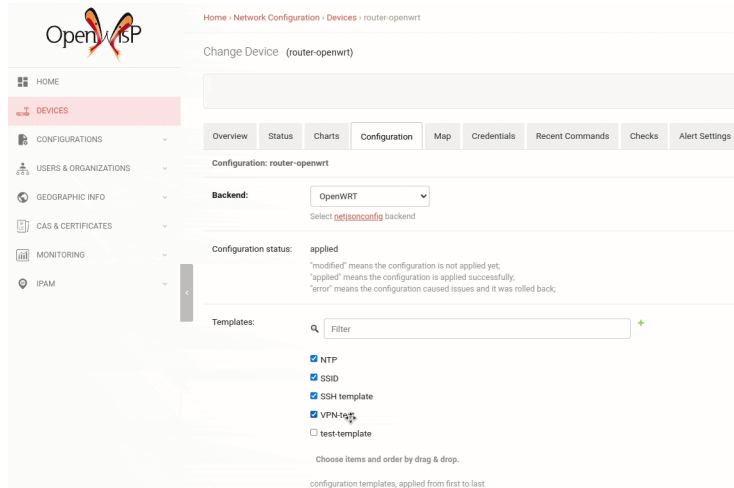 OpenWISP
Home › Network Configuration › Devices › router-openwrt
Change Device (router-openwrt)
HOME
DEVICES
CONFIGURATIONS
USERS & ORGANIZATIONS
GEOGRAPHIC INFO
CAS & CERTIFICATES
MONITORING
IPAM
Overview Status Charts Configuration Map Credentials Recent Commands Checks Alert Settings
Configuration: router-openwrt
Backend: OpenWRT
Select netjsonconfig backend
Configuration status: applied
"modified" means the configuration is not applied yet;
"applied" means the configuration is applied successfully;
"error" means the configuration caused issues and it was rolled back;
Templates: Filter
NTP
SSID
SSH template
VPN-test
test-template
Choose items and order by drag & drop.
configuration templates, applied from first to last